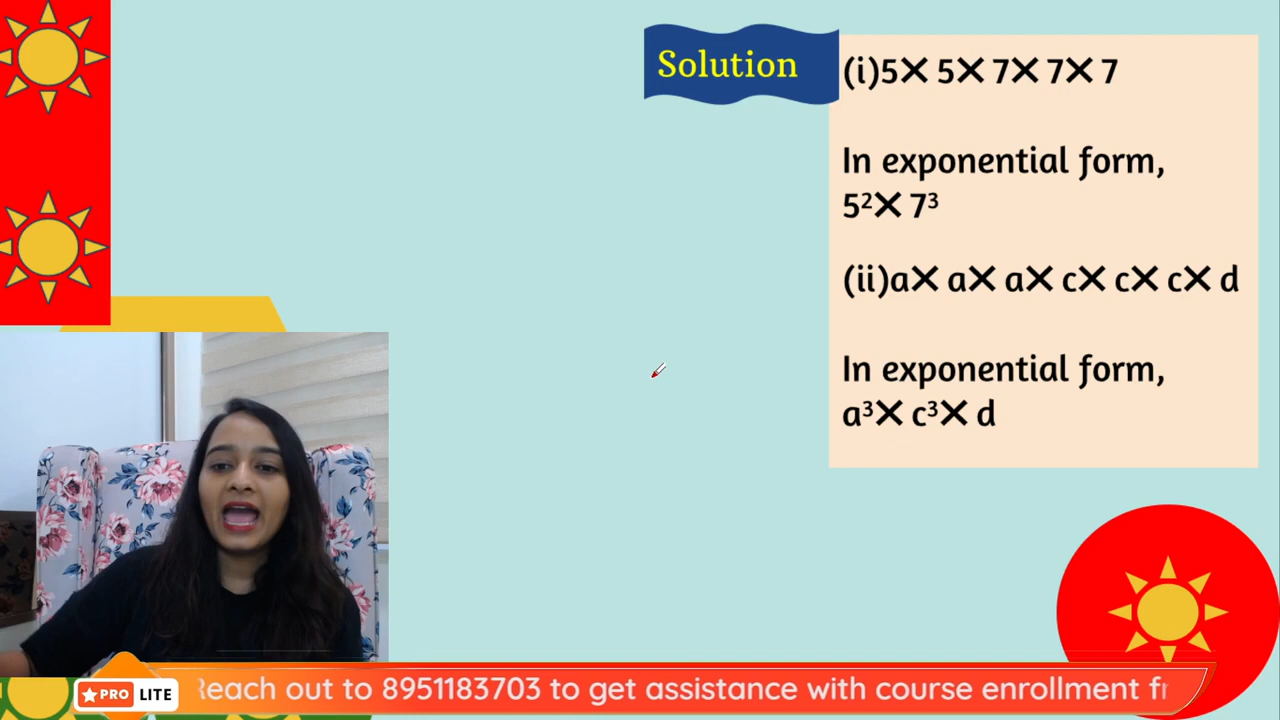 Solution
(i)5✕ 5✕ 7✕ 7✕ 7
In exponential form,
5²✕ 7³
(ii)a✕ a✕ a✕ c✕ c✕ c✕ d
In exponential form,
a³✕ c³✕ d
PRO LITE
Reach out to 8951183703 to get assistance with course enrollment